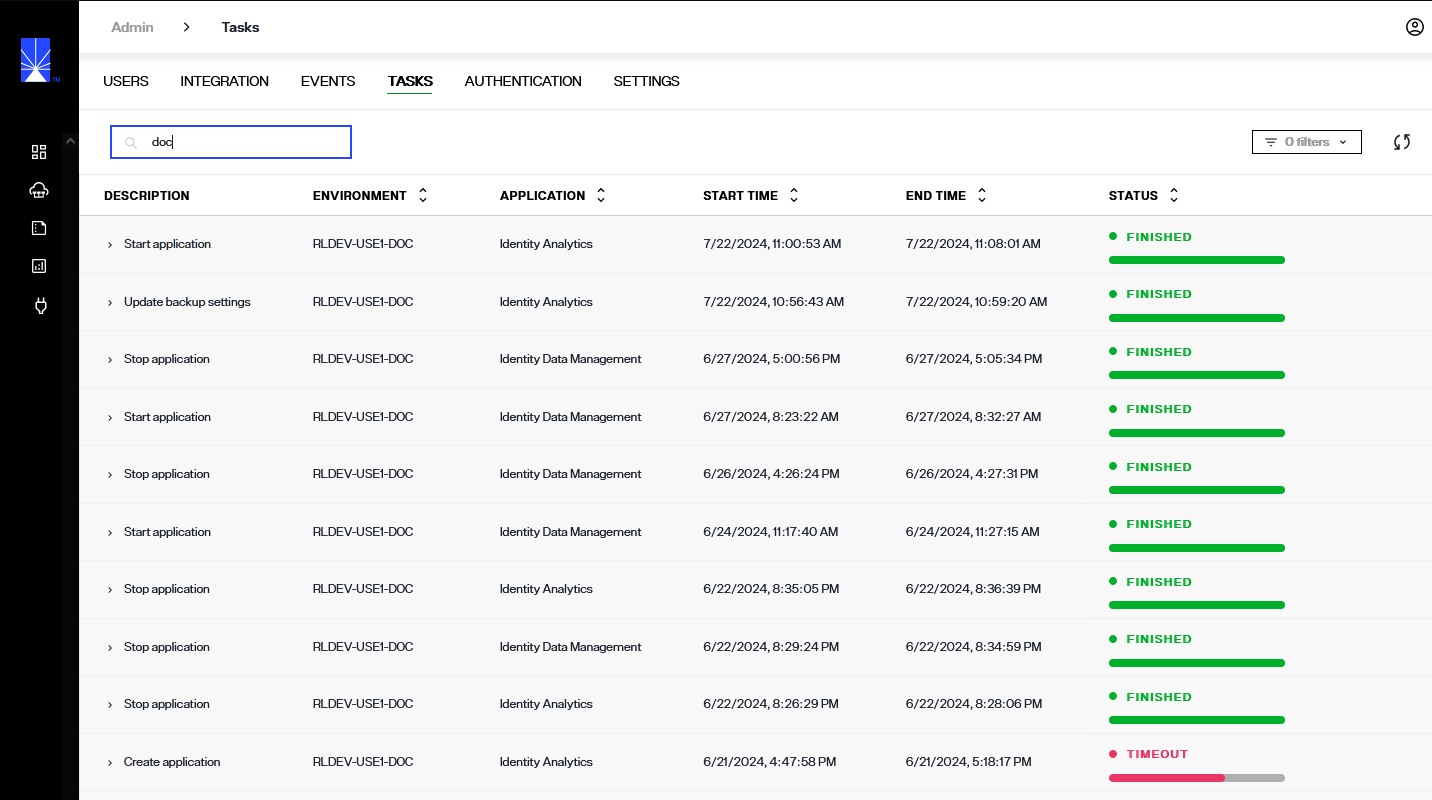 Admin > Tasks
TM
USERS INTEGRATION EVENTS TASKS AUTHENTICATION SETTINGS
doc 0 filters
DESCRIPTION ENVIRONMENT APPLICATION START TIME END TIME STATUS
Start application RLDEV-USE1-DOC Identity Analytics 7/22/2024, 11:00:53 AM 7/22/2024, 11:08:01 AM FINISHED
Update backup settings RLDEV-USE1-DOC Identity Analytics 7/22/2024, 10:56:43 AM 7/22/2024, 10:59:20 AM FINISHED
Stop application RLDEV-USE1-DOC Identity Data Management 6/27/2024, 5:00:56 PM 6/27/2024, 5:05:34 PM FINISHED
Start application RLDEV-USE1-DOC Identity Data Management 6/27/2024, 8:23:22 AM 6/27/2024, 8:32:27 AM FINISHED
Stop application RLDEV-USE1-DOC Identity Data Management 6/26/2024, 4:26:24 PM 6/26/2024, 4:27:31 PM FINISHED
Start application RLDEV-USE1-DOC Identity Data Management 6/24/2024, 11:17:40 AM 6/24/2024, 11:27:15 AM FINISHED
Stop application RLDEV-USE1-DOC Identity Analytics 6/22/2024, 8:35:05 PM 6/22/2024, 8:36:39 PM FINISHED
Stop application RLDEV-USE1-DOC Identity Data Management 6/22/2024, 8:29:24 PM 6/22/2024, 8:34:59 PM FINISHED
Stop application RLDEV-USE1-DOC Identity Analytics 6/22/2024, 8:26:29 PM 6/22/2024, 8:28:06 PM FINISHED
Create application RLDEV-USE1-DOC Identity Analytics 6/21/2024, 4:47:58 PM 6/21/2024, 5:18:17 PM TIMEOUT